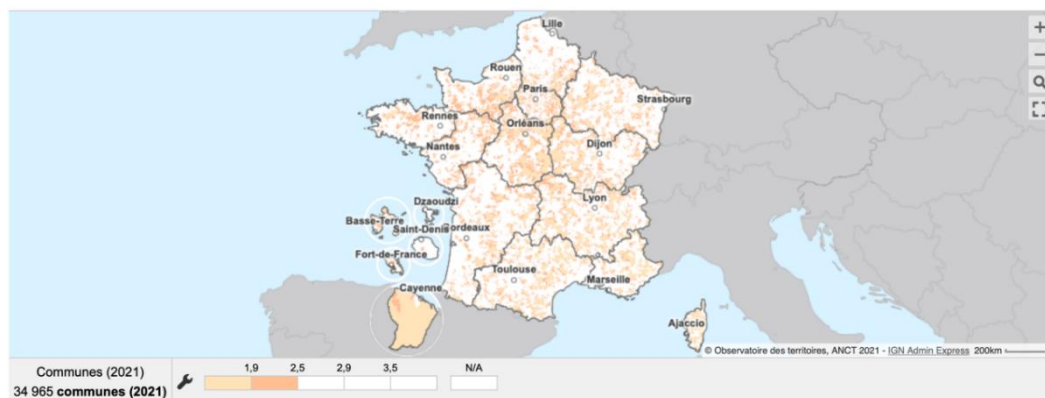 Lille
Rouen
Paris
Strasbourg
Rennes
Orléans
Nantes
Dijon
Dzaoudzi
Lyon
Basse-Terre
Saint-Denis
ordeaux
Fort-de-France
Toulouse
Marseille
Cayenne
Ajaccio
© Observatoire des territoires, ANCT 2021 - IGN Admin Express 200km
Communes (2021)
34 965 communes (2021)
1,9 2,5 2,9 3,5 N/A